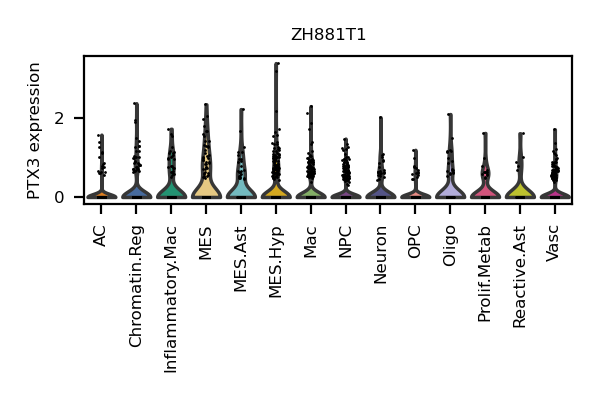 ZH881T1
PTX3 expression
2
0
AC
Chromatin.Reg
Inflammatory.Mac
MES
MES.Ast
MES.Hyp
Mac
NPC
Neuron
OPC
Oligo
Prolif.Metab
Reactive.Ast
Vasc